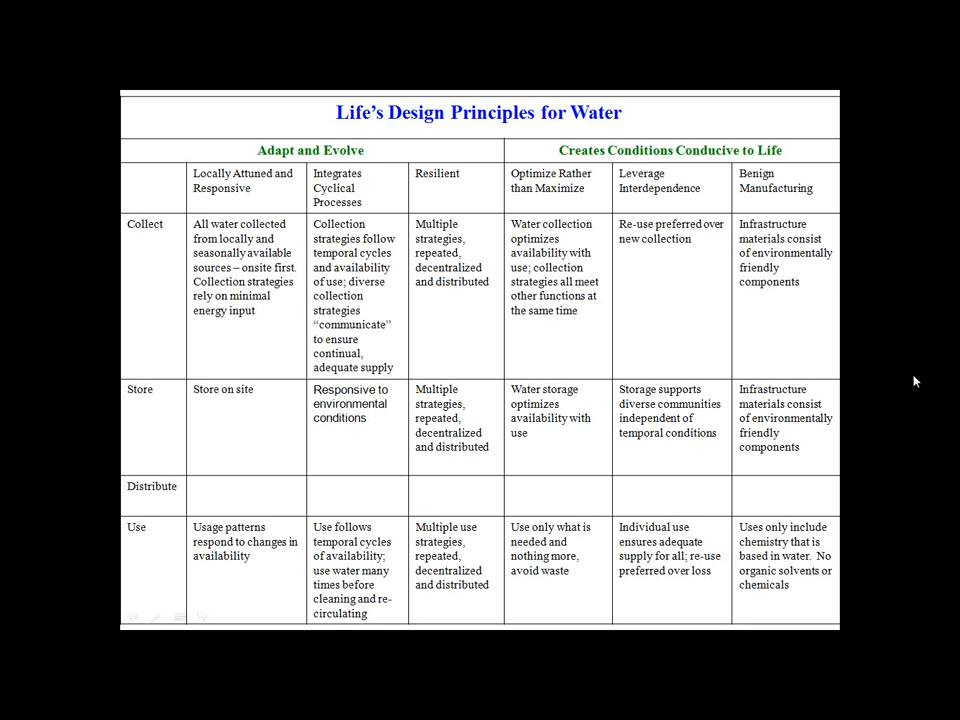 Life's Design Principles for Water
Adapt and Evolve
Creates Conditions Conducive to Life
Locally Attuned and
Responsive
Integrates
Cyclical
Processes
Resilient
Optimize Rather
than Maximize
Leverage
Interdependence
Benign
Manufacturing
Collect
All water collected
from locally and
seasonally available
sources – onsite first.
Collection strategies
rely on minimal
energy input
Collection
strategies follow
temporal cycles
and availability
of use; diverse
collection
strategies
“communicate”
to ensure
continual,
adequate supply
Multiple
strategies,
repeated,
decentralized
and distributed
Water collection
optimizes
availability with
use; collection
strategies all meet
other functions at
the same time
Re-use preferred over
new collection
Infrastructure
materials consist
of environmentally
friendly
components
Store
Store on site
Responsive to
environmental
conditions
Multiple
strategies,
repeated,
decentralized
and distributed
Water storage
optimizes
availability with
use
Storage supports
diverse communities
independent of
temporal conditions
Infrastructure
materials consist
of environmentally
friendly
components
Distribute
Use
Usage patterns
respond to changes in
availability
Use follows
temporal cycles
of availability;
use water many
times before
cleaning and re-
circulating
Multiple use
strategies,
repeated,
decentralized
and distributed
Use only what is
needed and
nothing more,
avoid waste
Individual use
ensures adequate
supply for all; re-use
preferred over loss
Uses only include
chemistry that is
based in water.  No
organic solvents or
chemicals